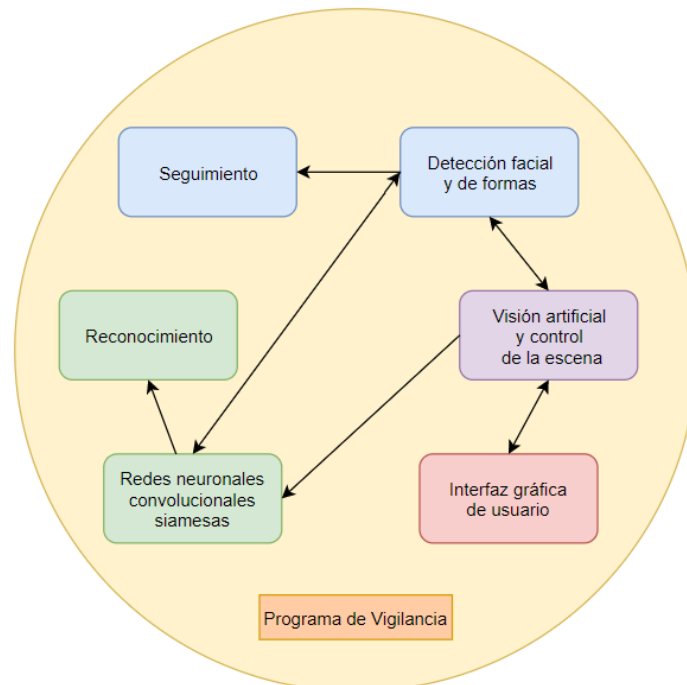 Seguimiento
Detección facial
y de formas
Reconocimiento
Visión artificial
y control
de la escena
Redes neuronales
convolucionales
siamesas
Interfaz gráfica
de usuario
Programa de Vigilancia